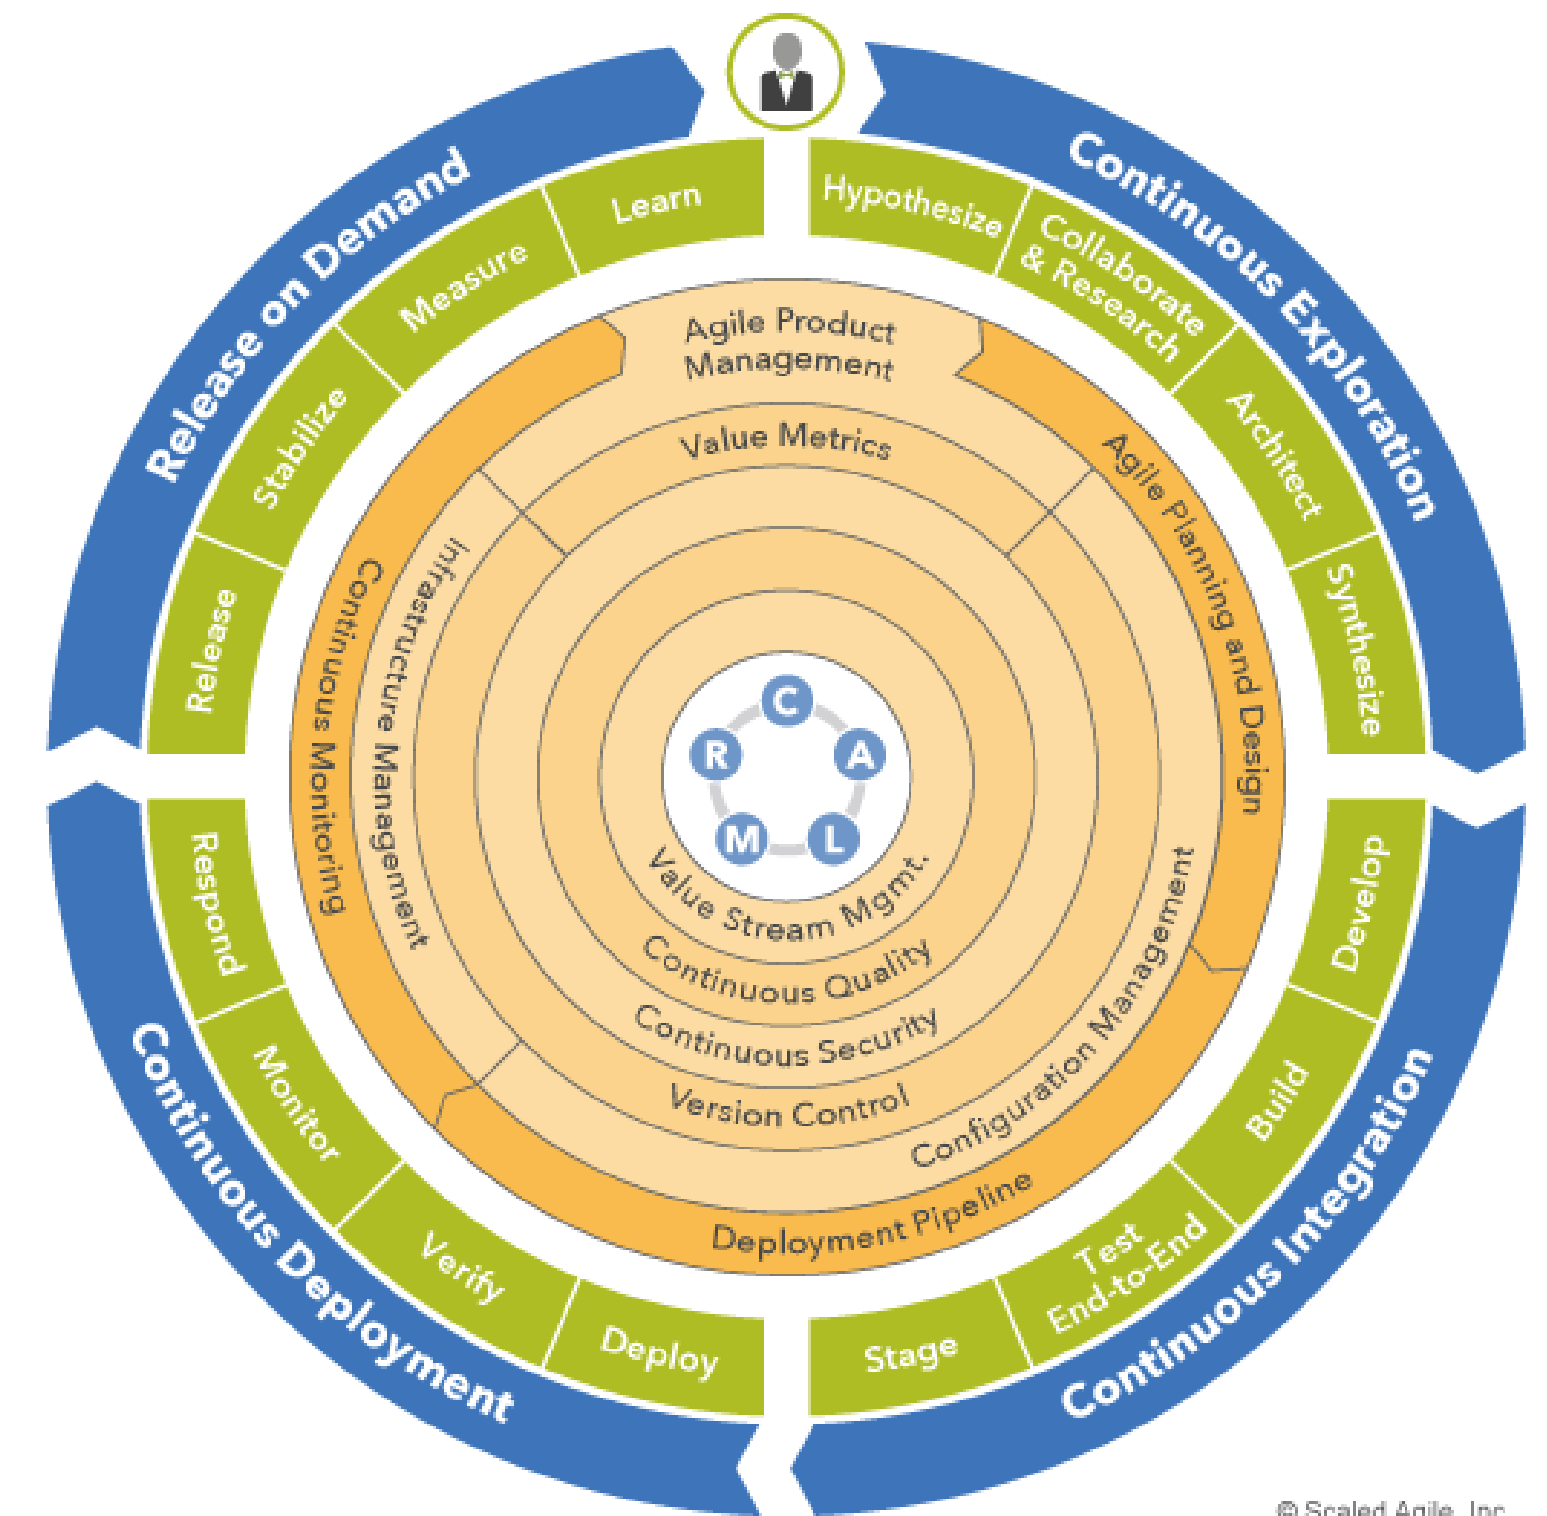 Continuous Exploration
Hypothesize
Collaborate
& Research
Architect
Synthesize
Continuous Integration
Develop
Build
Test
End-to-End
Stage
Continuous Deployment
Deploy
Verify
Monitor
Respond
Release on Demand
Release
Stabilize
Measure
Learn
Agile Product
Management
Value Metrics
Agile Planning and Design
Continuous Monitoring
Infrastructure Management
C
A
L
M
R
Value Stream Mgmt.
Continuous Quality
Continuous Security
Version Control
Configuration Management
Deployment Pipeline
© Scaled Agile, Inc